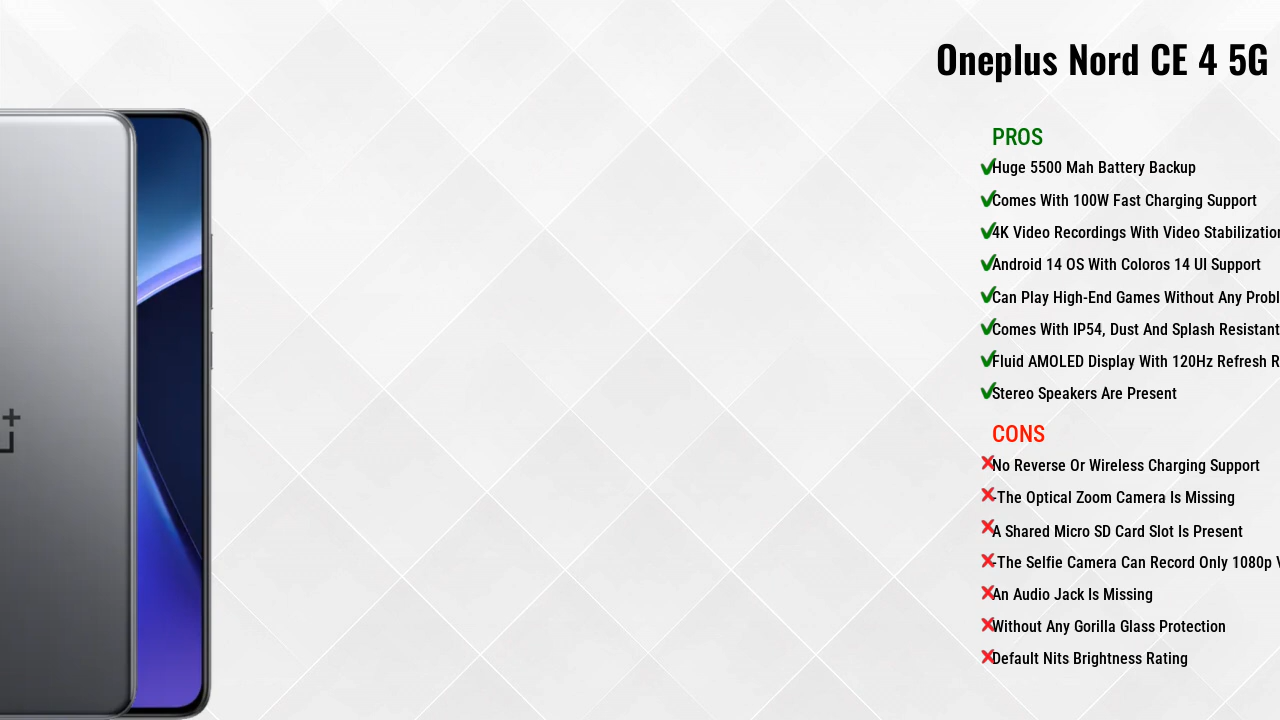 Oneplus Nord CE 4 5G
PROS
Huge 5500 Mah Battery Backup
Comes With 100W Fast Charging Support
4K Video Recordings With Video
Android 14 OS With Coloros 14 UI Support
Can Play High-End Games Without Any
Comes With IP54, Dust And Splash Resistant
Fluid AMOLED Display With 120Hz Refresh
Stereo Speakers Are Present
CONS
No Reverse Or Wireless Charging Support
-The Optical Zoom Camera Is Missing
A Shared Micro SD Card Slot Is Present
-The Selfie Camera Can Record Only 1080p
An Audio Jack Is Missing
Without Any Gorilla Glass Protection
Default Nits Brightness Rating